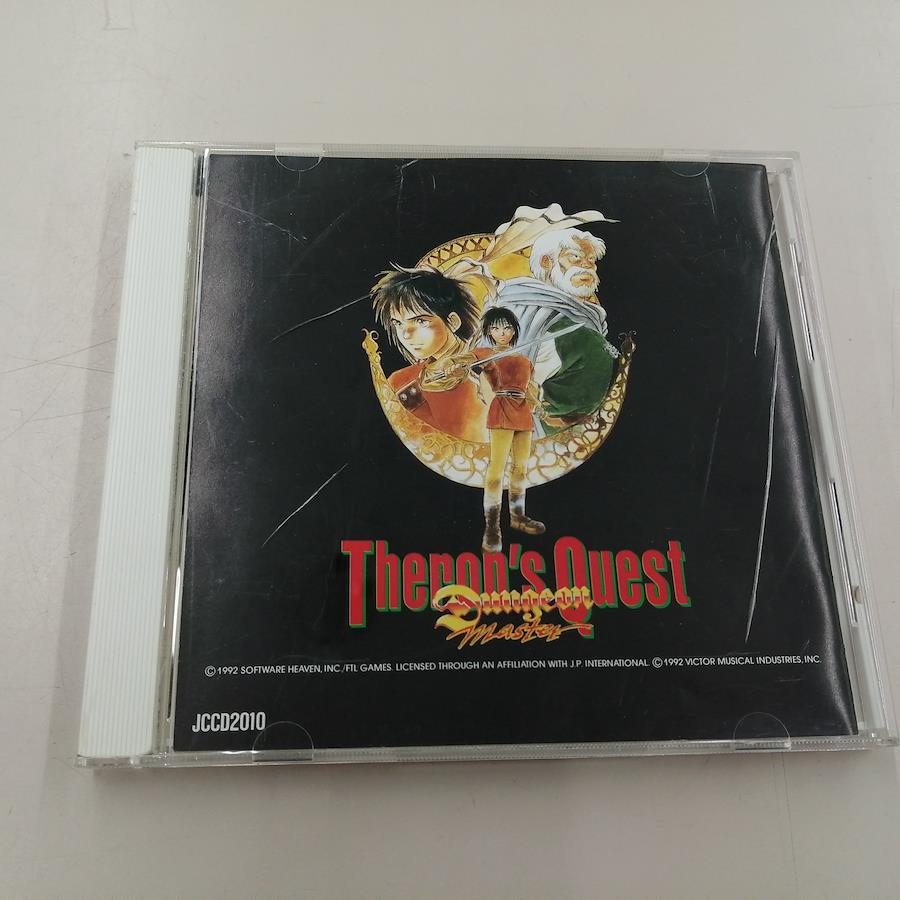 Theron's Quest
Dungeon
Master
©1992 SOFTWARE HEAVEN, INC./FTL GAMES. LICENSED THROUGH AN AFFILIATION WITH J.P. INTERNATIONAL. ©1992 VICTOR MUSICAL INDUSTRIES, INC.
JCCD2010